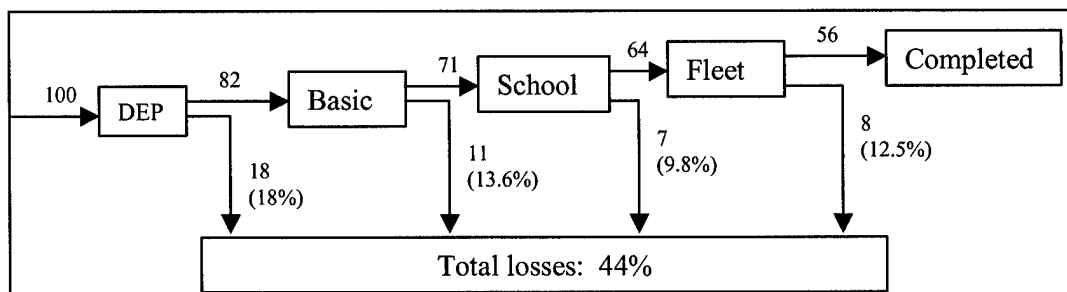 56
Completed
64
Fleet
71
School
82
Basic
100
DEP
18
(18%)
11
(13.6%)
7
(9.8%)
8
(12.5%)
Total losses: 44%